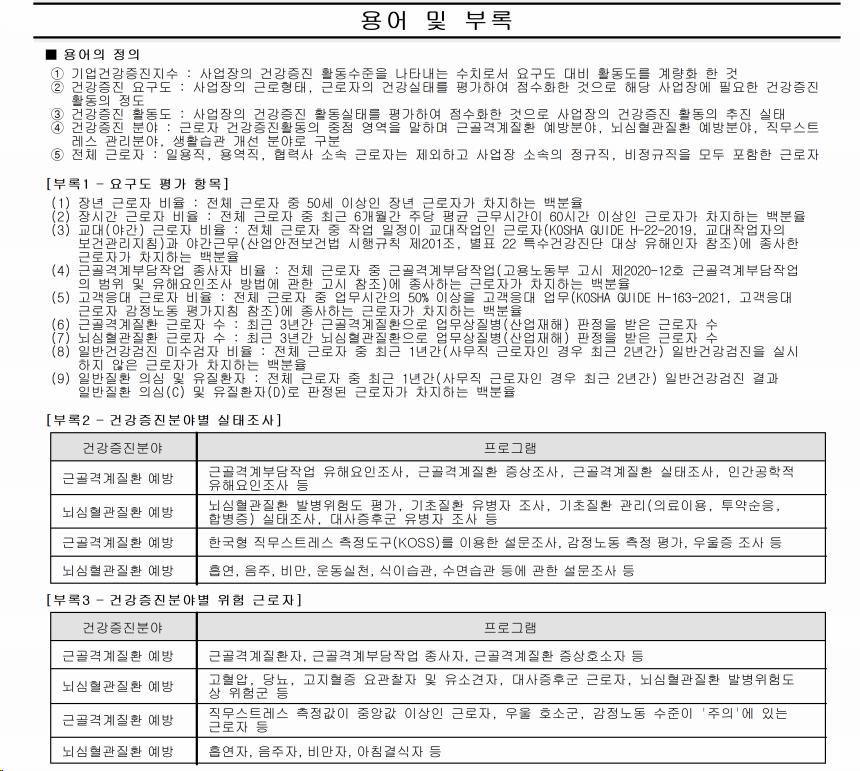 용어 및 부록
■ 용어의 정의
① 기업건강증진지수 : 사업장의 건강증진 활동수준을 나타내는 수치로서 요구도 대비 활동도를 계량화 한 것
② 건강증진 요구도 : 사업장의 근로형태, 근로자의 건강실태를 평가하여 점수화한 것으로 해당 사업장에 필요한 건강증진
활동의 정도
③ 건강증진 활동도 : 사업장의 건강증진 활동실태를 평가하여 점수화한 것으로 사업장의 건강증진 활동의 추진 실태
④ 건강증진 분야 : 근로자 건강증진활동의 중점 영역을 말하며 근골격계질환 예방분야, 뇌심혈관질환 예방분야, 직무스트
레스 관리분야, 생활습관 개선 분야로 구분
⑤ 전체 근로자 : 일용직, 용역직, 협력사 소속 근로자는 제외하고 사업장 소속의 정규직, 비정규직을 모두 포함한 근로자
[부록1 - 요구도 평가 항목]
(1) 장년 근로자 비율 : 전체 근로자 중 50세 이상인 장년 근로자가 차지하는 백분율
(2) 장시간 근로자 비율 : 전체 근로자 중 최근 6개월간 주당 평균 근무시간이 60시간 이상인 근로자가 차지하는 백분율
(3) 교대(야간) 근로자 비율 : 전체 근로자 중 작업 일정이 교대작업인 근로자(KOSHA GUIDE H-22-2019, 교대작업자의
보건관리지침)과 야간근무(산업안전보건법 시행규칙 제201조, 별표 22 특수건강진단 대상 유해인자 참조)에 종사한
근로자가 차지하는 백분율
(4) 근골격계부담작업 종사자 비율 : 전체 근로자 중 근골격계부담작업(고용노동부 고시 제2020-12호 근골격계부담작업
의 범위 및 유해요인조사 방법에 관한 고시 참조)에 종사하는 근로자가 차지하는 백분율
(5) 고객응대 근로자 비율 : 전체 근로자 중 업무시간의 50% 이상을 고객응대 업무(KOSHA GUIDE H-163-2021, 고객응대
근로자 감정노동 평가지침 참조)에 종사하는 근로자가 차지하는 백분율
(6) 근골격계질환 근로자 수 : 최근 3년간 근골격계질환으로 업무상질병(산업재해) 판정을 받은 근로자 수
(7) 뇌심혈관질환 근로자 수 : 최근 3년간 뇌심혈관질환으로 업무상질병(산업재해) 판정을 받은 근로자 수
(8) 일반건강검진 미수검자 비율 : 전체 근로자 중 최근 1년간(사무직 근로자인 경우 최근 2년간) 일반건강검진을 실시
하지 않은 근로자가 차지하는 백분율
(9) 일반질환 의심 및 유질환자 : 전체 근로자 중 최근 1년간(사무직 근로자인 경우 최근 2년간) 일반건강검진 결과
일반질환 의심(C) 및 유질환자(D)로 판정된 근로자가 차지하는 백분율
[부록2 - 건강증진분야별 실태조사]
건강증진분야 프로그램
근골격계질환 예방 근골격계부담작업 유해요인조사, 근골격계질환 증상조사, 근골격계질환 실태조사, 인간공학적
유해요인조사 등
뇌심혈관질환 예방 뇌심혈관질환 발병위험도 평가, 기초질환 유병자 조사, 기초질환 관리(의료이용, 투약순응,
합병증) 실태조사, 대사증후군 유병자 조사 등
근골격계질환 예방 한국형 직무스트레스 측정도구(KOSS)를 이용한 설문조사, 감정노동 측정 평가, 우울증 조사 등
뇌심혈관질환 예방 흡연, 음주, 비만, 운동실천, 식이습관, 수면습관 등에 관한 설문조사 등
[부록3 - 건강증진분야별 위험 근로자]
건강증진분야 프로그램
근골격계질환 예방 근골격계질환자, 근골격계부담작업 종사자, 근골격계질환 증상호소자 등
뇌심혈관질환 예방 고혈압, 당뇨, 고지혈증 요관찰자 및 유소견자, 대사증후군 근로자, 뇌심혈관질환 발병위험도
상 위험군 등
근골격계질환 예방 직무스트레스 측정값이 중앙값 이상인 근로자, 우울 호소군, 감정노동 수준이 '주의'에 있는
근로자 등
뇌심혈관질환 예방 흡연자, 음주자, 비만자, 아침결식자 등